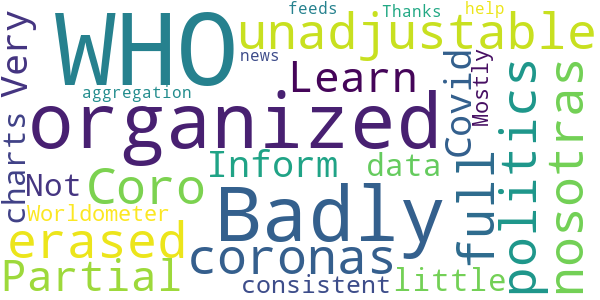 feeds Thanks help
WHO unadjustable
news
Very Learn
aggregation Mostly
organized Covid
charts politics nosotras
Inform data full
Not Coro
Badly
Worldometer
erased coronas
Partial consistent little